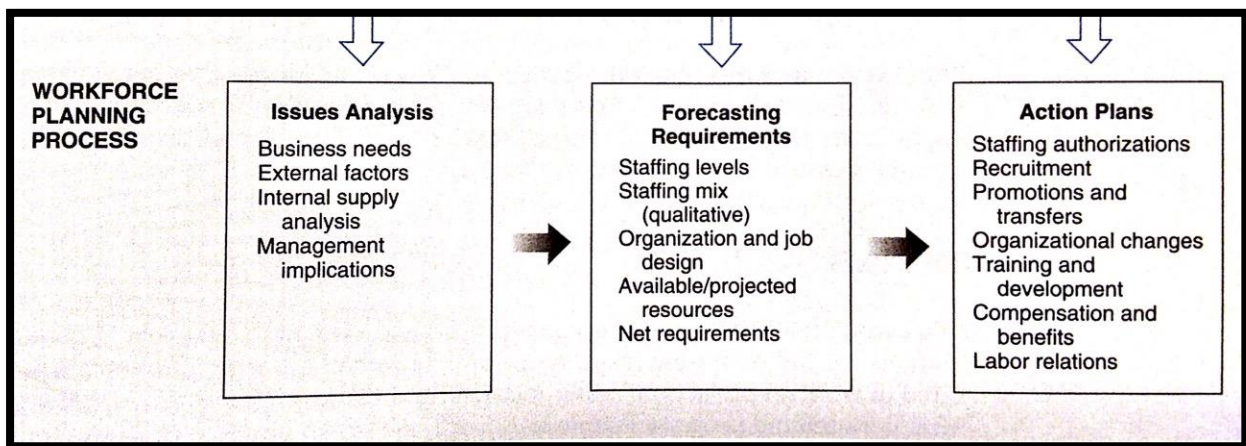 WORKFORCE
PLANNING
PROCESS
Issues Analysis
Business needs
External factors
Internal supply
analysis
Management
implications
Forecasting
Requirements
Staffing levels
Staffing mix
(qualitative)
Organization and job
design
Available/projected
resources
Net requirements
Action Plans
Staffing authorizations
Recruitment
Promotions and
transfers
Organizational changes
Training and
development
Compensation and
benefits
Labor relations